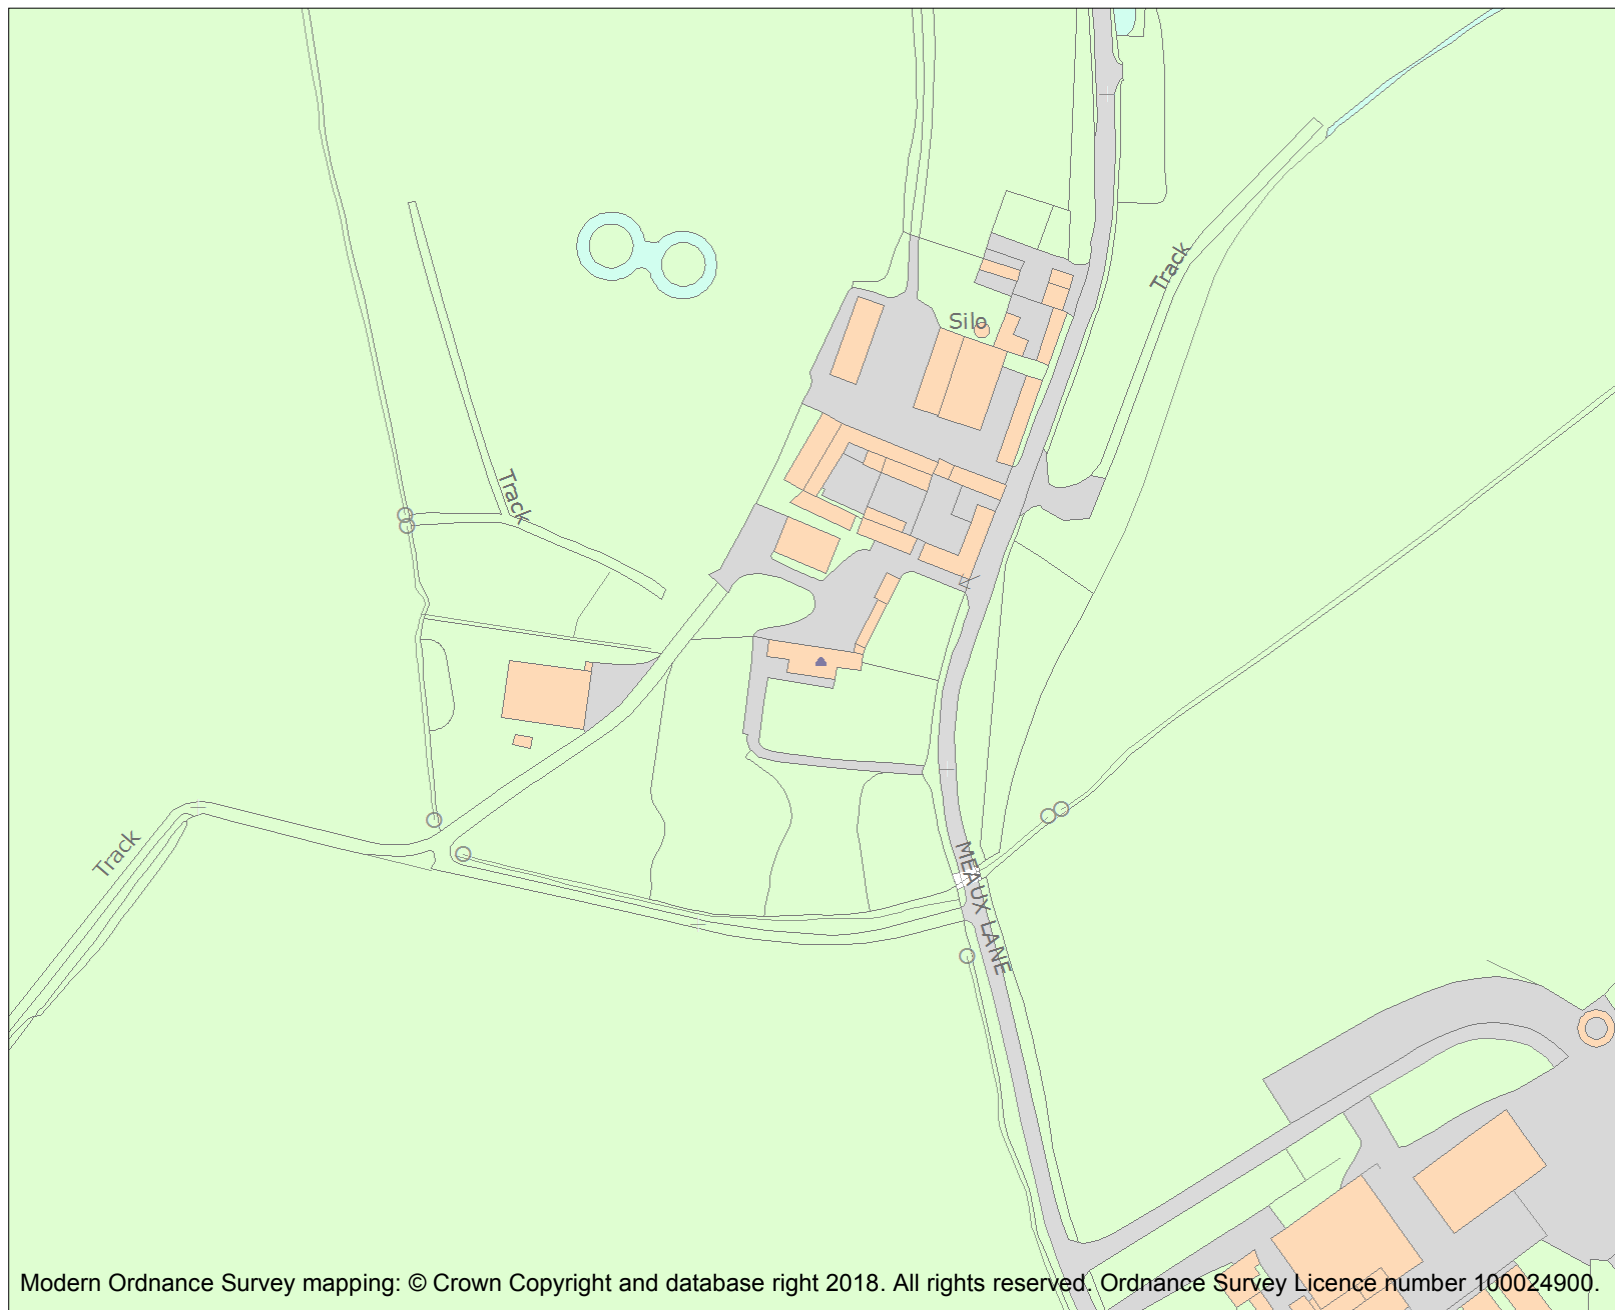 Track
Silo
Track
Track
MEAUX LANE
Modern Ordnance Survey mapping: © Crown Copyright and database right 2018. All rights reserved. Ordnance Survey Licence number 100024900.